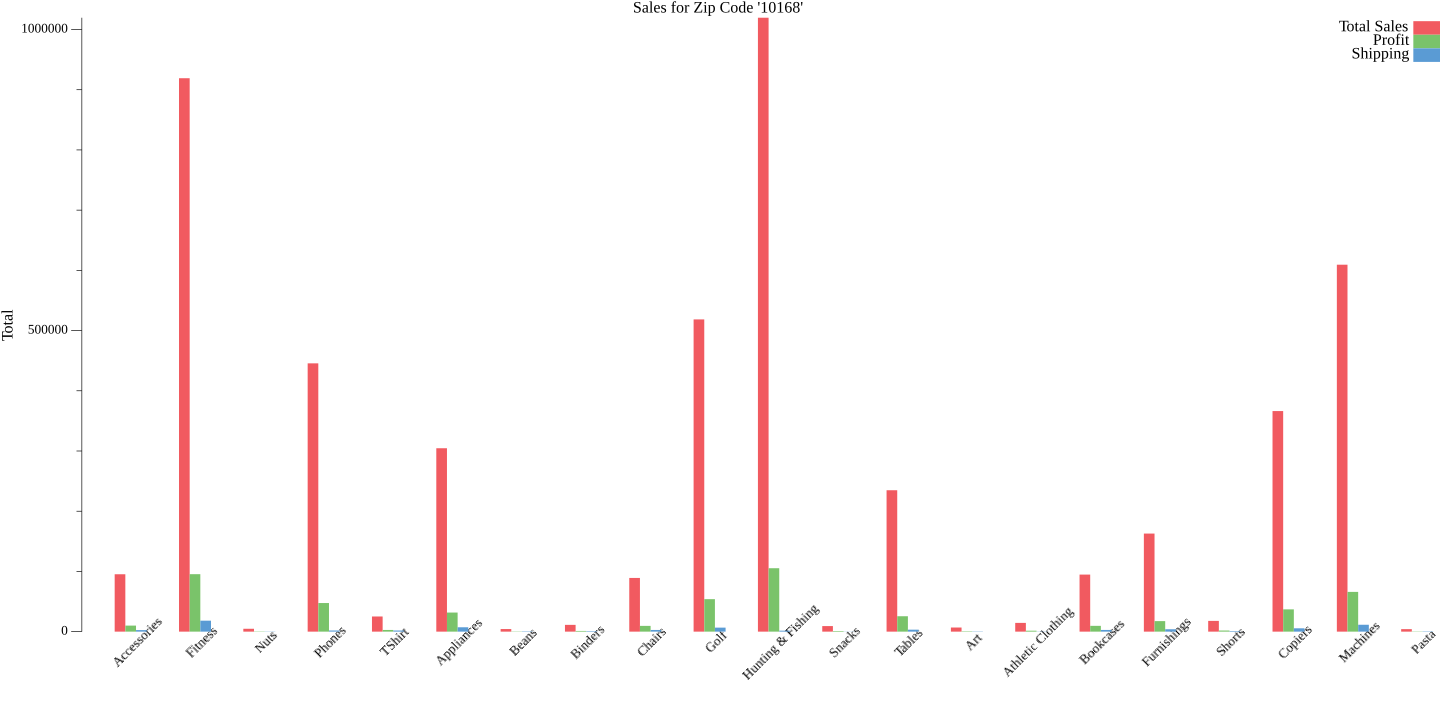 Sales for Zip Code '10168'
Total Sales
Profit
Shipping
Total
1000000
500000
0
Accessories
Fitness
Nuts
Phones
TShirt
Appliances
Beans
Binders
Chairs
Golf
Hunting & Fishing
Snacks
Tables
Art
Athletic Clothing
Bookcases
Furnishings
Shorts
Copiers
Machines
Pasta